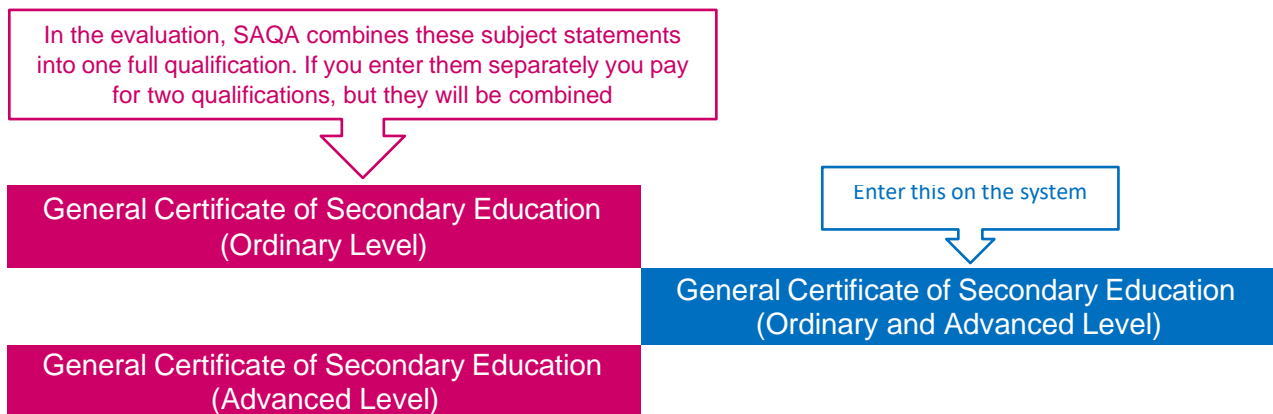 In the evaluation, SAQA combines these subject statements
into one full qualification. If you enter them separately you pay
for two qualifications, but they will be combined
General Certificate of Secondary Education
(Ordinary Level)
Enter this on the system
General Certificate of Secondary Education
(Ordinary and Advanced Level)
General Certificate of Secondary Education
(Advanced Level)